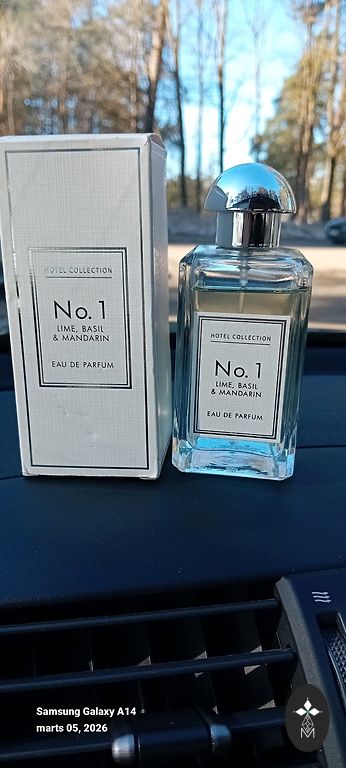 HOTEL COLLECTION
No. 1
LIME, BASIL
& MANDARIN
EAU DE PARFUM
HOTEL COLLECTION
No. 1
LIME, BASIL
& MANDARIN
EAU DE PARFUM
Samsung Galaxy A14
marts 05, 2026